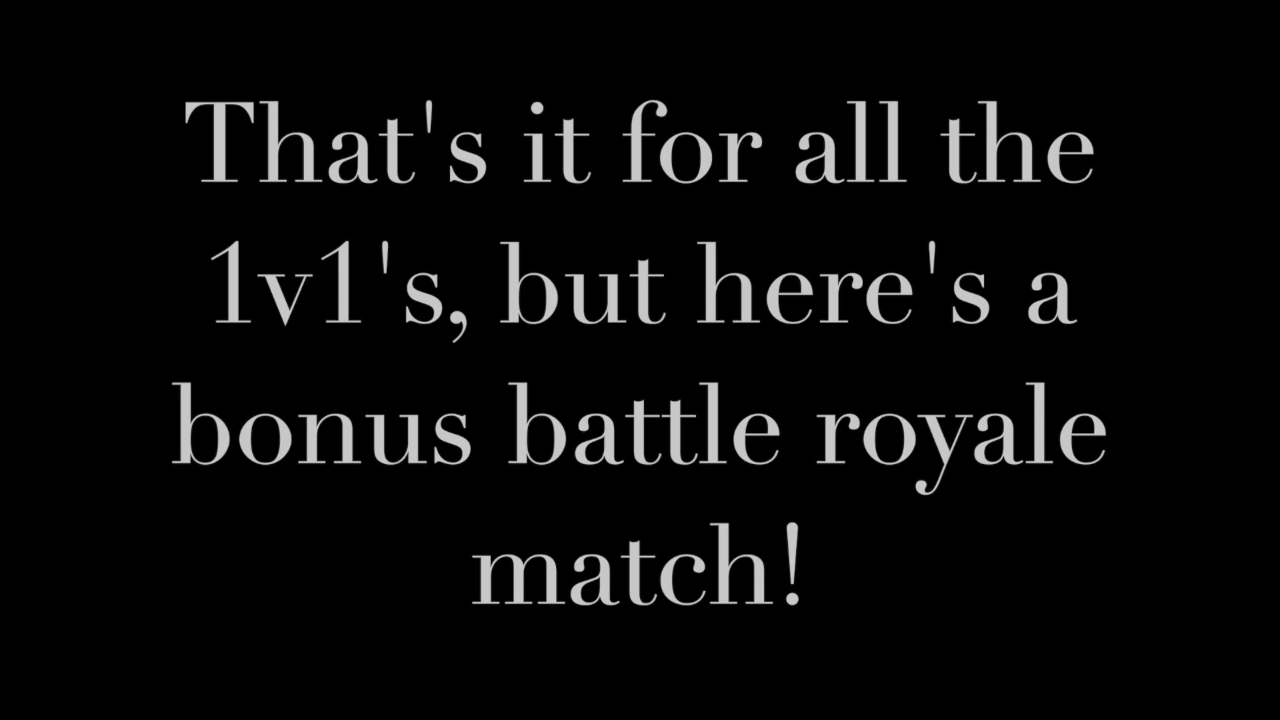 That's it for all the
1v1's, but here's a
bonus battle royale
match!